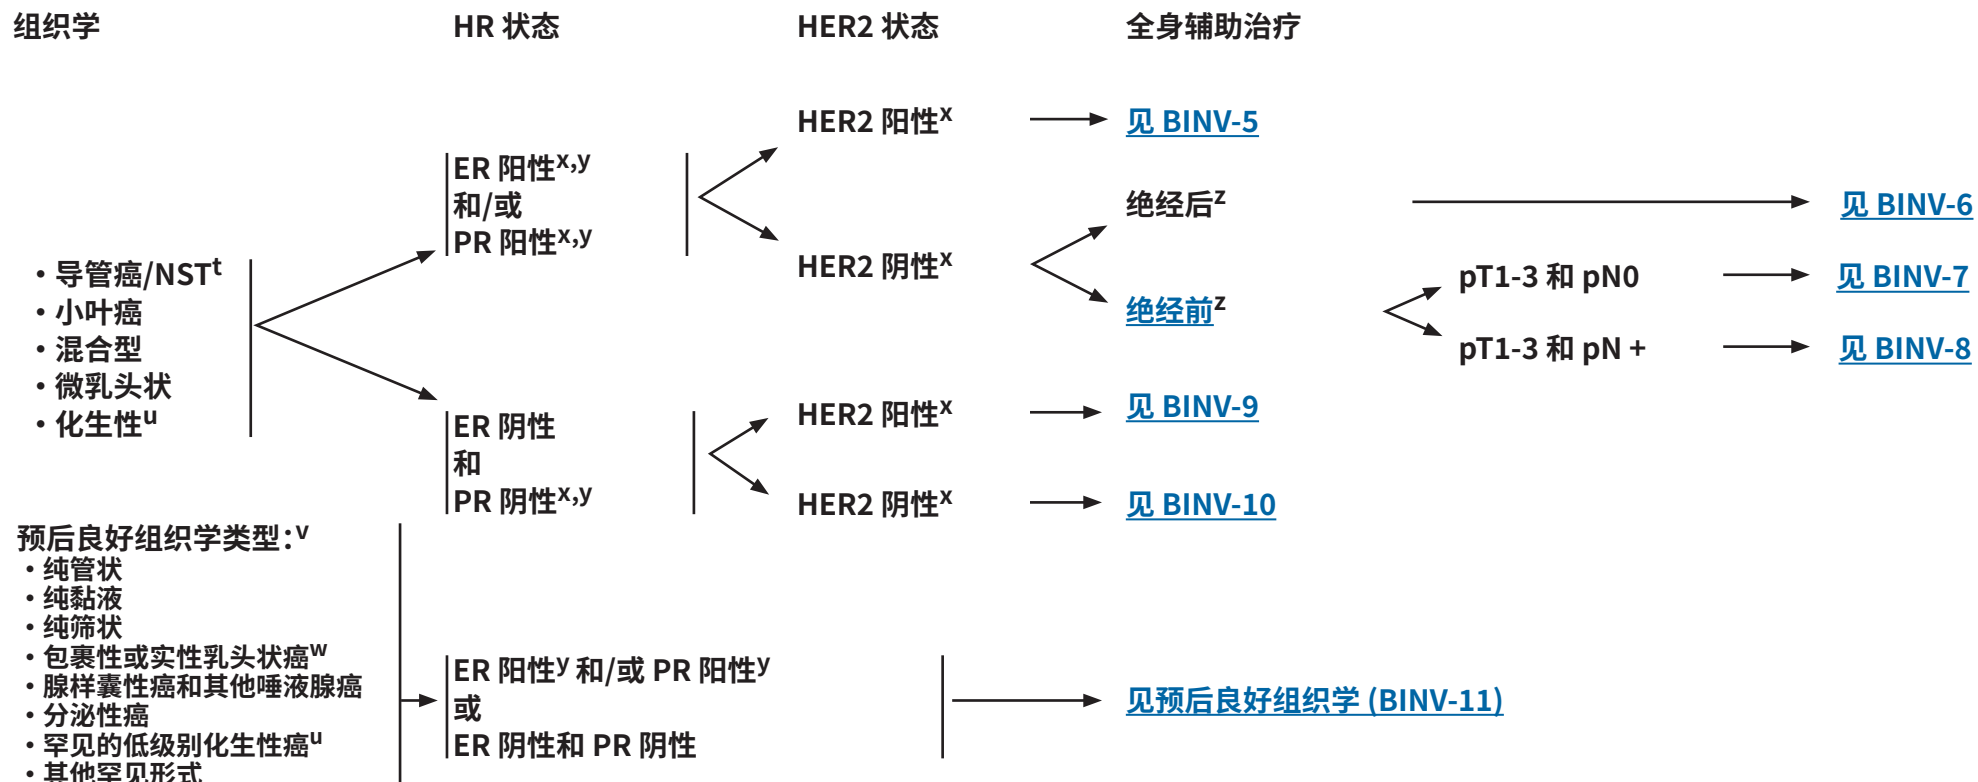 组织学 HR 状态 HER2 状态 全身辅助治疗
HER2 阳性x 见 BINV-5
ER 阳性x,y
和/或
PR 阳性x,y
绝经后z 见 BINV-6
HER2 阴性x
绝经前z
pT1-3 和 pN0 见 BINV-7
pT1-3 和 pN + 见 BINV-8
•导管癌/NSTt
•小叶癌
•混合型
•微乳头状
•化生性u
ER 阴性
和
PR 阴性x,y
HER2 阳性x 见 BINV-9
HER2 阴性x 见 BINV-10
预后良好组织学类型:v
•纯管状
•纯黏液
•纯筛状
•包裹性或实性乳头状癌w
•腺样囊性癌和其他唾液腺癌
•分泌性癌
•罕见的低级别化生性癌u
•其他罕见形式
ER 阳性y 和/或 PR 阳性y
或
ER 阴性和 PR 阴性
见预后良好组织学 (BINV-11)